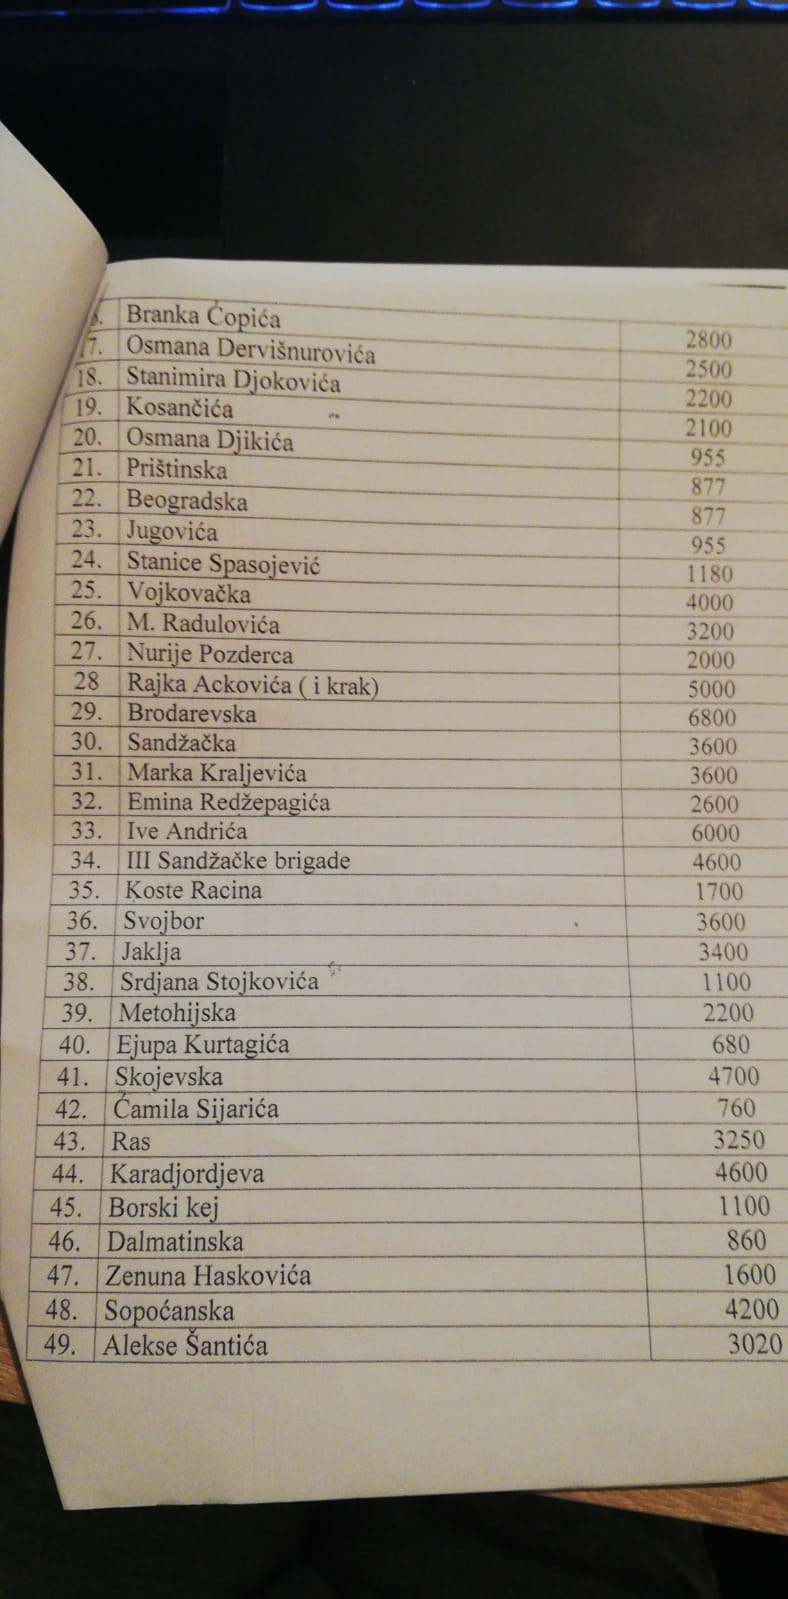 6. Branka Ćopića 2800
17. Osmana Dervišnurovića 2500
18. Stanimira Djokovića 2200
19. Kosančića 2100
20. Osmana Djikića 955
21. Prištinska 877
22. Beogradska 877
23. Jugovića 955
24. Stanice Spasojević 1180
25. Vojkovačka 4000
26. M. Radulovića 3200
27. Nurije Pozderca 2000
28 Rajka Ackovića ( i krak) 5000
29. Brodarevska 6800
30. Sandžačka 3600
31. Marka Kraljevića 3600
32. Emina Redžepagića 2600
33. Ive Andrića 6000
34. III Sandžačke brigade 4600
35. Koste Racina 1700
36. Svojbor 3600
37. Jaklja 3400
38. Srdjana Stojkovića 1100
39. Metohijska 2200
40. Ejupa Kurtagića 680
41. Skojevska 4700
42. Ćamila Sijarića 760
43. Ras 3250
44. Karadjordjeva 4600
45. Borski kej 1100
46. Dalmatinska 860
47. Zenuna Haskovića 1600
48. Sopoćanska 4200
49. Alekse Šantića 3020